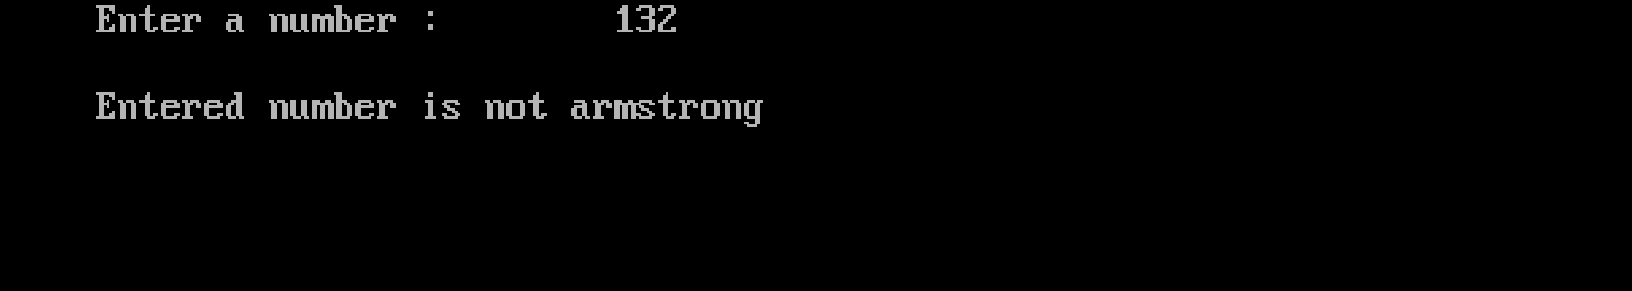 Enter a number :        132
Entered number is not armstrong